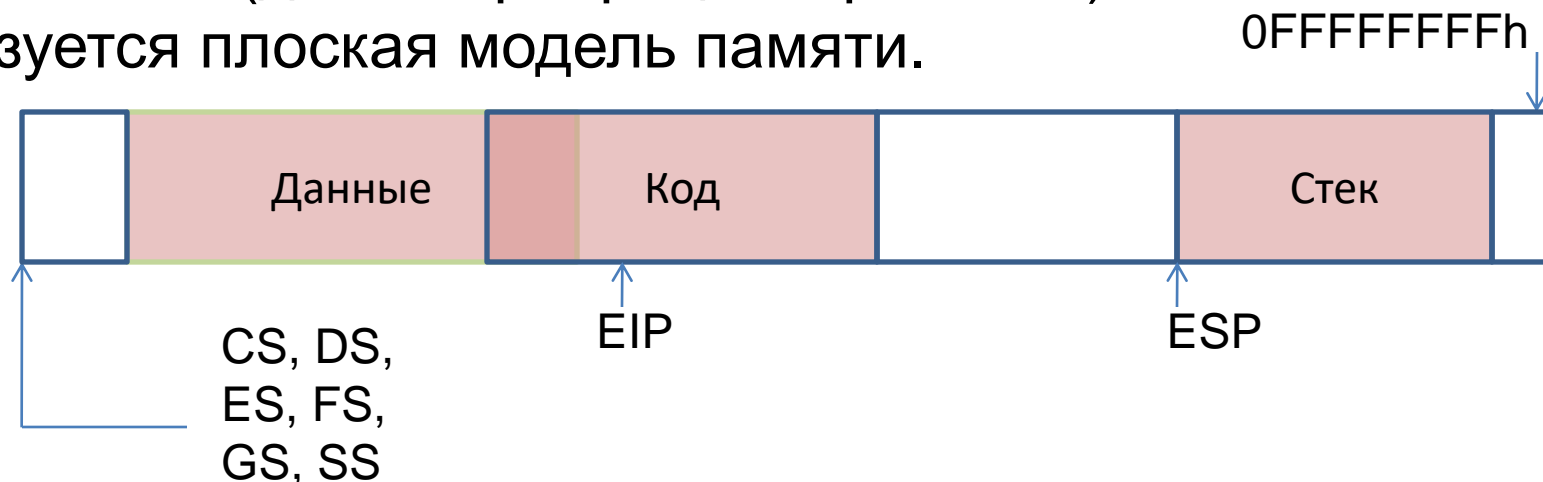 зуется плоская модель памяти.
0FFFFFFFFh
Данные
Код
Стек
EIP
ESP
CS, DS,
ES, FS,
GS, SS